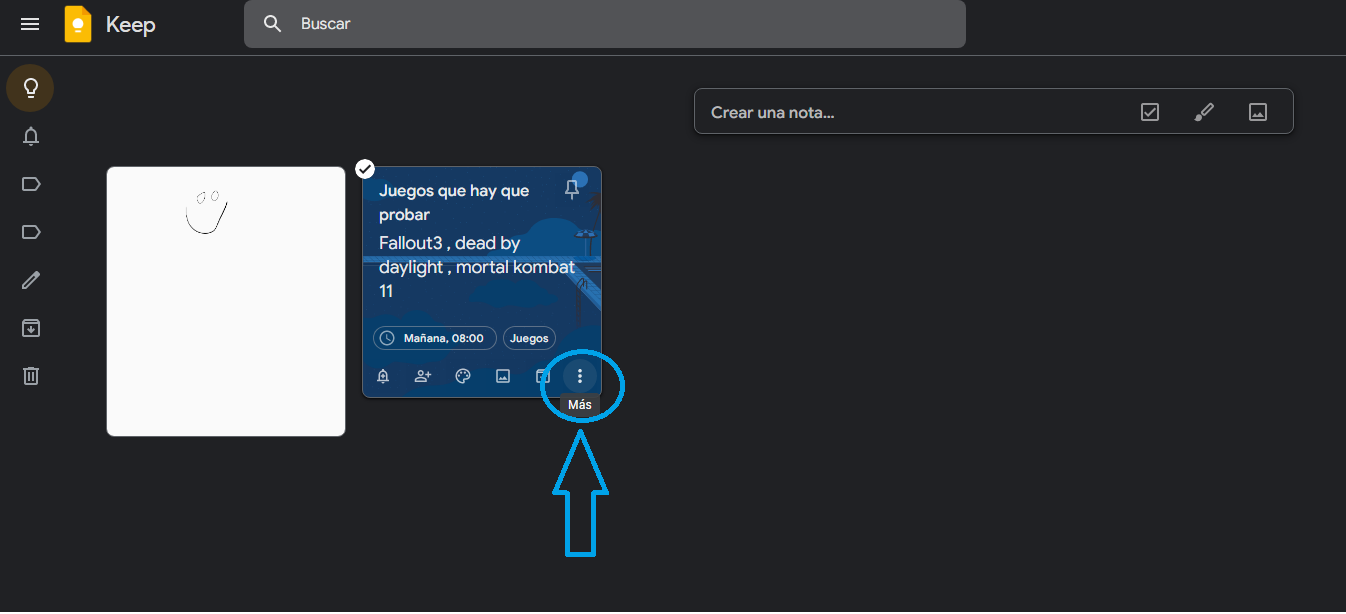 Keep
Buscar
Crear una nota...
Juegos que hay que
probar
Fallout3 , dead by
daylight , mortal kombat
11
Mañana, 08:00
Juegos
Más